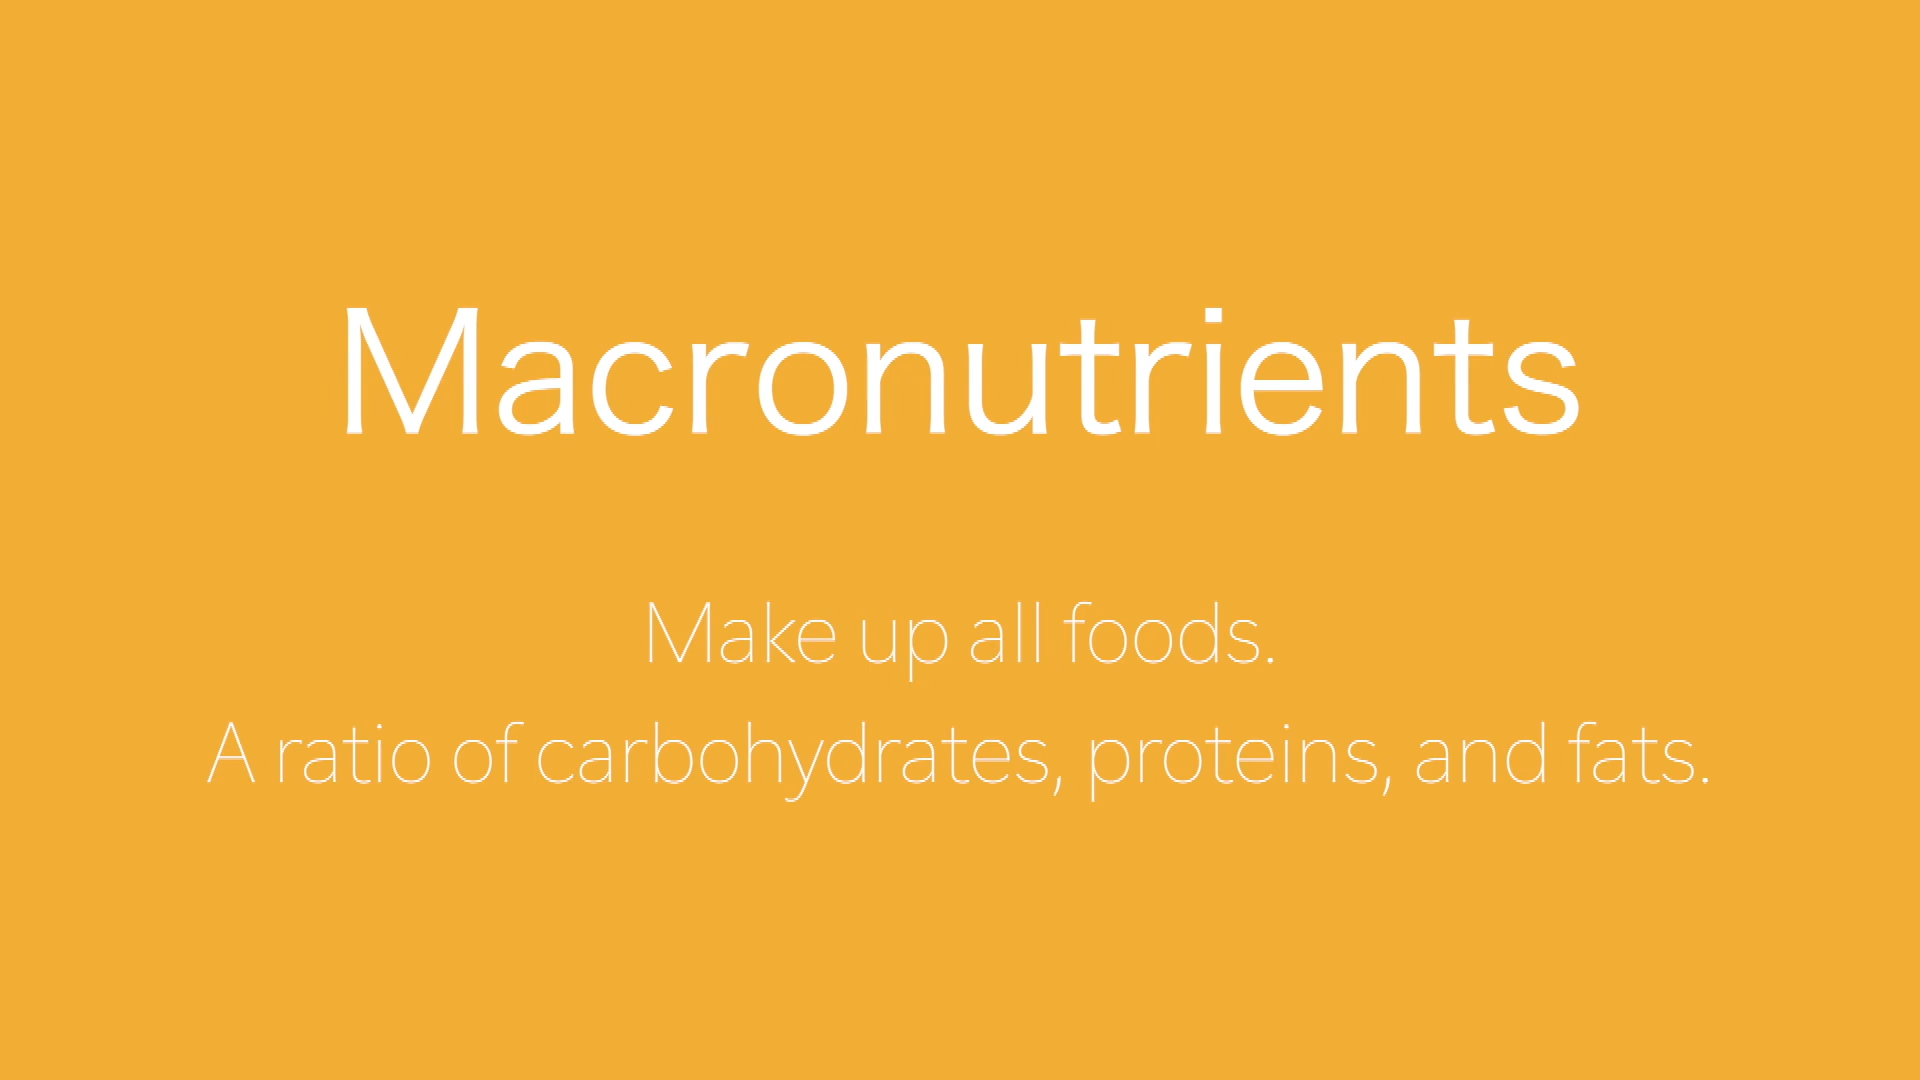 Macronutrients
Make up all foods.
A ratio of carbohydrates, proteins, and fats.